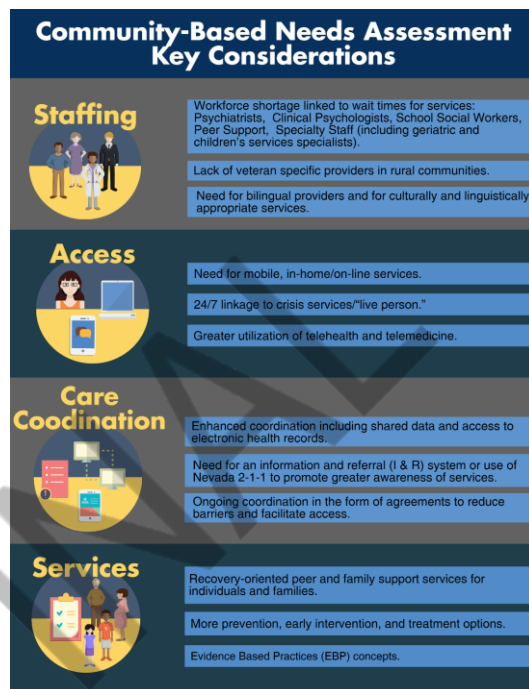 Community-Based Needs Assessment
Key Considerations
Staffing
Workforce shortage linked to wait times for services:
Psychiatrists, Clinical Psychologists, School Social Workers,
Peer Support, Specialty Staff (including geriatric and
children's services specialists).
Lack of veteran specific providers in rural communities.
Need for bilingual providers and for culturally and linguistically
appropriate services.
Access
Need for mobile, in-home/on-line services.
24/7 linkage to crisis services/"live person."
Greater utilization of telehealth and telemedicine.
Care
Coodination
Enhanced coordination including shared data and access to
electronic health records.
Need for an information and referral (I & R) system or use of
Nevada 2-1-1 to promote greater awareness of services.
Ongoing coordination in the form of agreements to reduce
barriers and facilitate access.
Services
Recovery-oriented peer and family support services for
individuals and families.
More prevention, early intervention, and treatment options.
Evidence Based Practices (EBP) concepts.